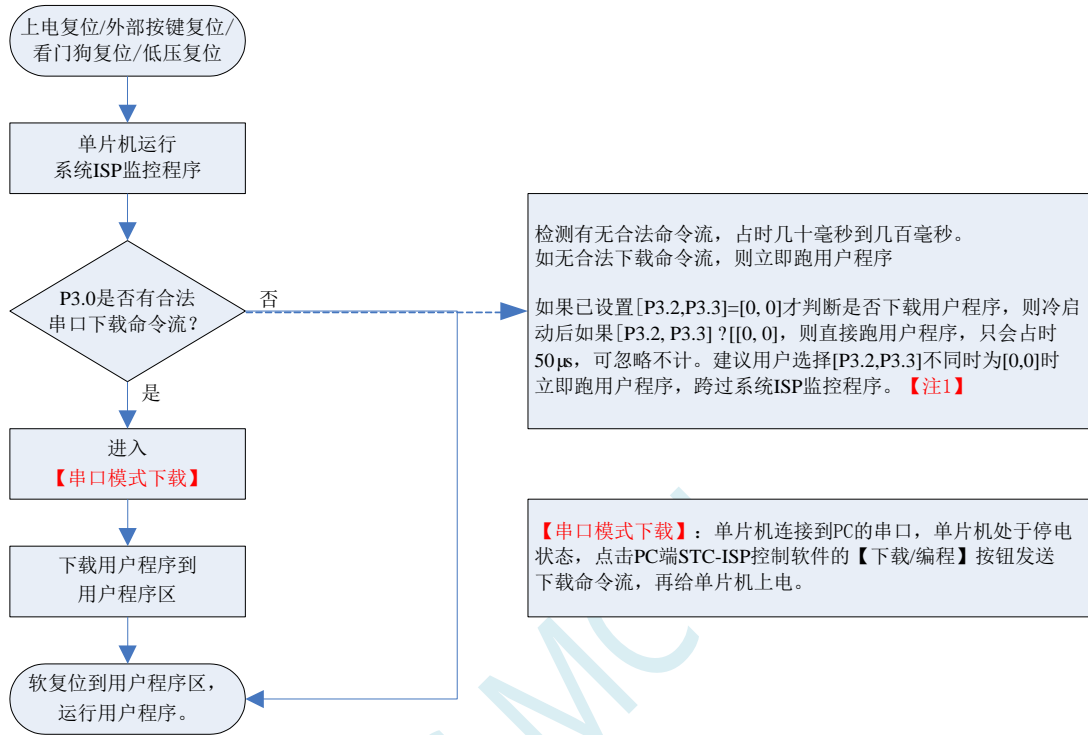 上电复位/外部按键复位/
看门狗复位/低压复位
单片机运行
系统ISP监控程序
P3.0是否有合法
串口下载命令流?
否
是
进入
【串口模式下载】
下载用户程序到
用户程序区
软复位到用户程序区,
运行用户程序。
检测有无合法命令流,占时几十毫秒到几百毫秒。
如无合法下载命令流,则立即跑用户程序
如果已设置[P3.2,P3.3]=[0, 0]才判断是否下载用户程序,则冷启
动后如果[P3.2, P3.3] ?[[0, 0],则直接跑用户程序,只会占时
50μs,可忽略不计。建议用户选择[P3.2,P3.3]不同时为[0,0]时
立即跑用户程序,跨过系统ISP监控程序。【注1】
【串口模式下载】:单片机连接到PC的串口,单片机处于停电
状态,点击PC端STC-ISP控制软件的【下载/编程】按钮发送
下载命令流,再给单片机上电。
MC